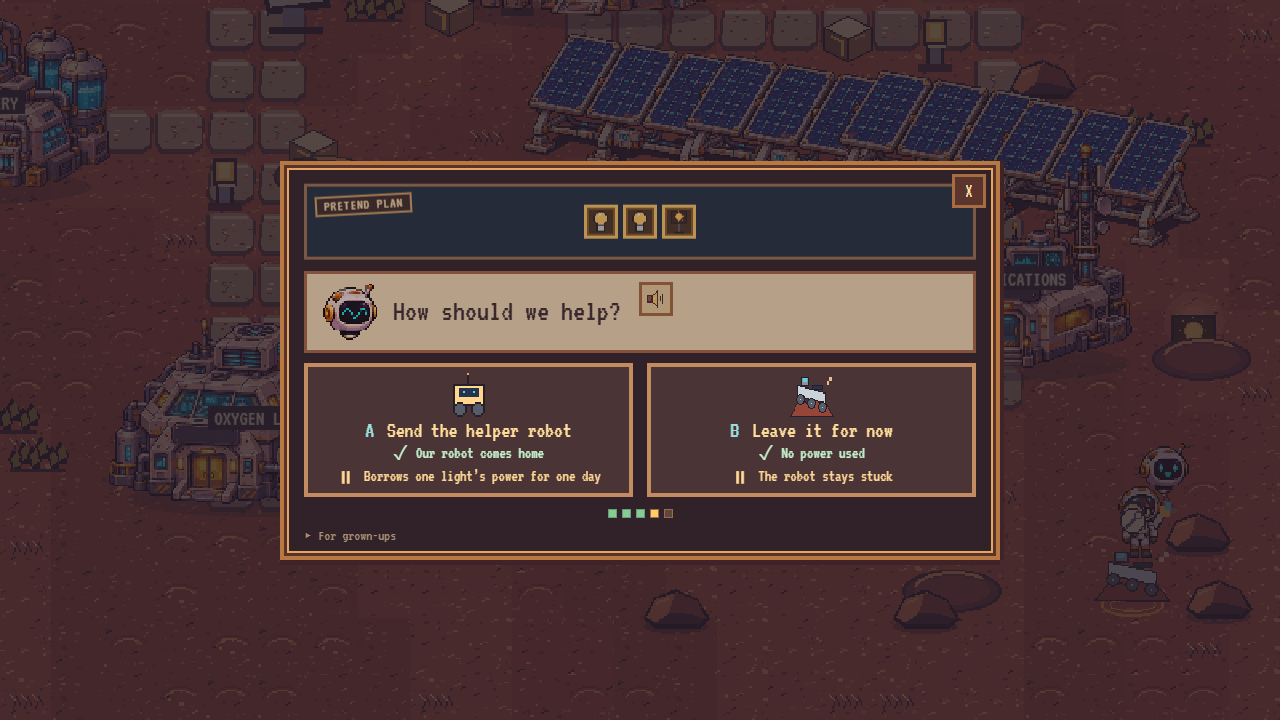 RY
PRETEND PLAN
X
How should we help?
A Send the helper robot
Our robot comes home
Borrows one light's power for one day
B Leave it for now
No power used
The robot stays stuck
For grown-ups
ICATIONS
OXYGEN L